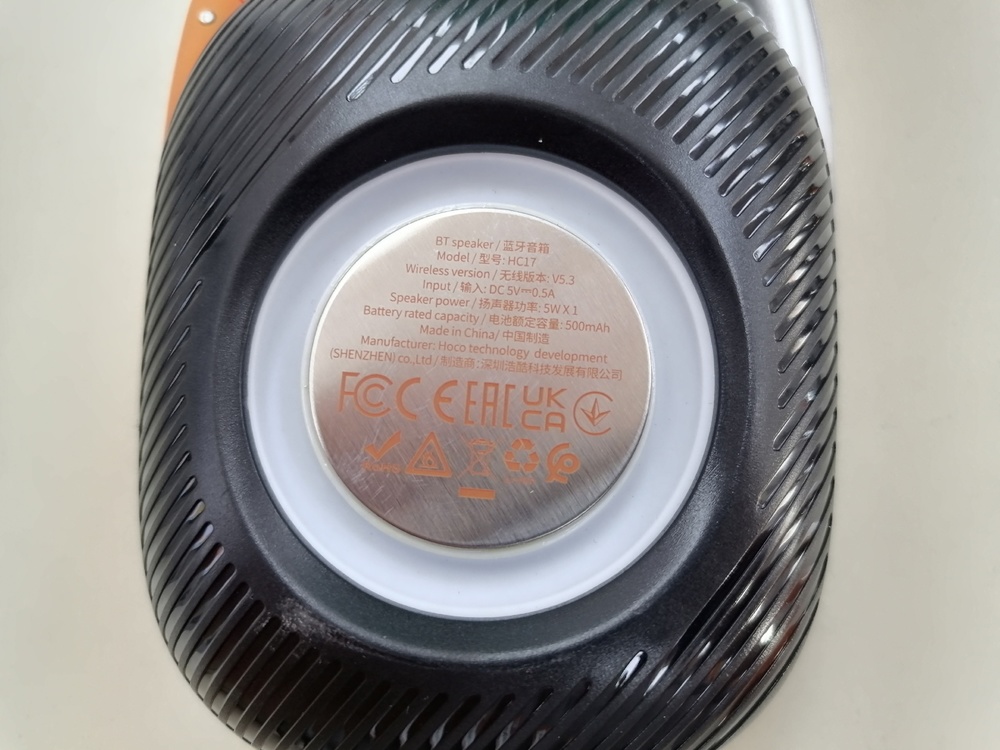 BT speaker / 蓝牙音箱
Model / 型号: HC17
Wireless version / 无线版本: V5.3
Input / 输入: DC 5V⎓0.5A
Speaker power / 扬声器功率: 5W X 1
Battery rated capacity / 电池额定容量: 500mAh
Made in China/ 中国制造
Manufacturer: Hoco technology development
(SHENZHEN) co.,Ltd / 制造商: 深圳浩酷科技发展有限公司
FC CE EAC UK
CA
RoHS